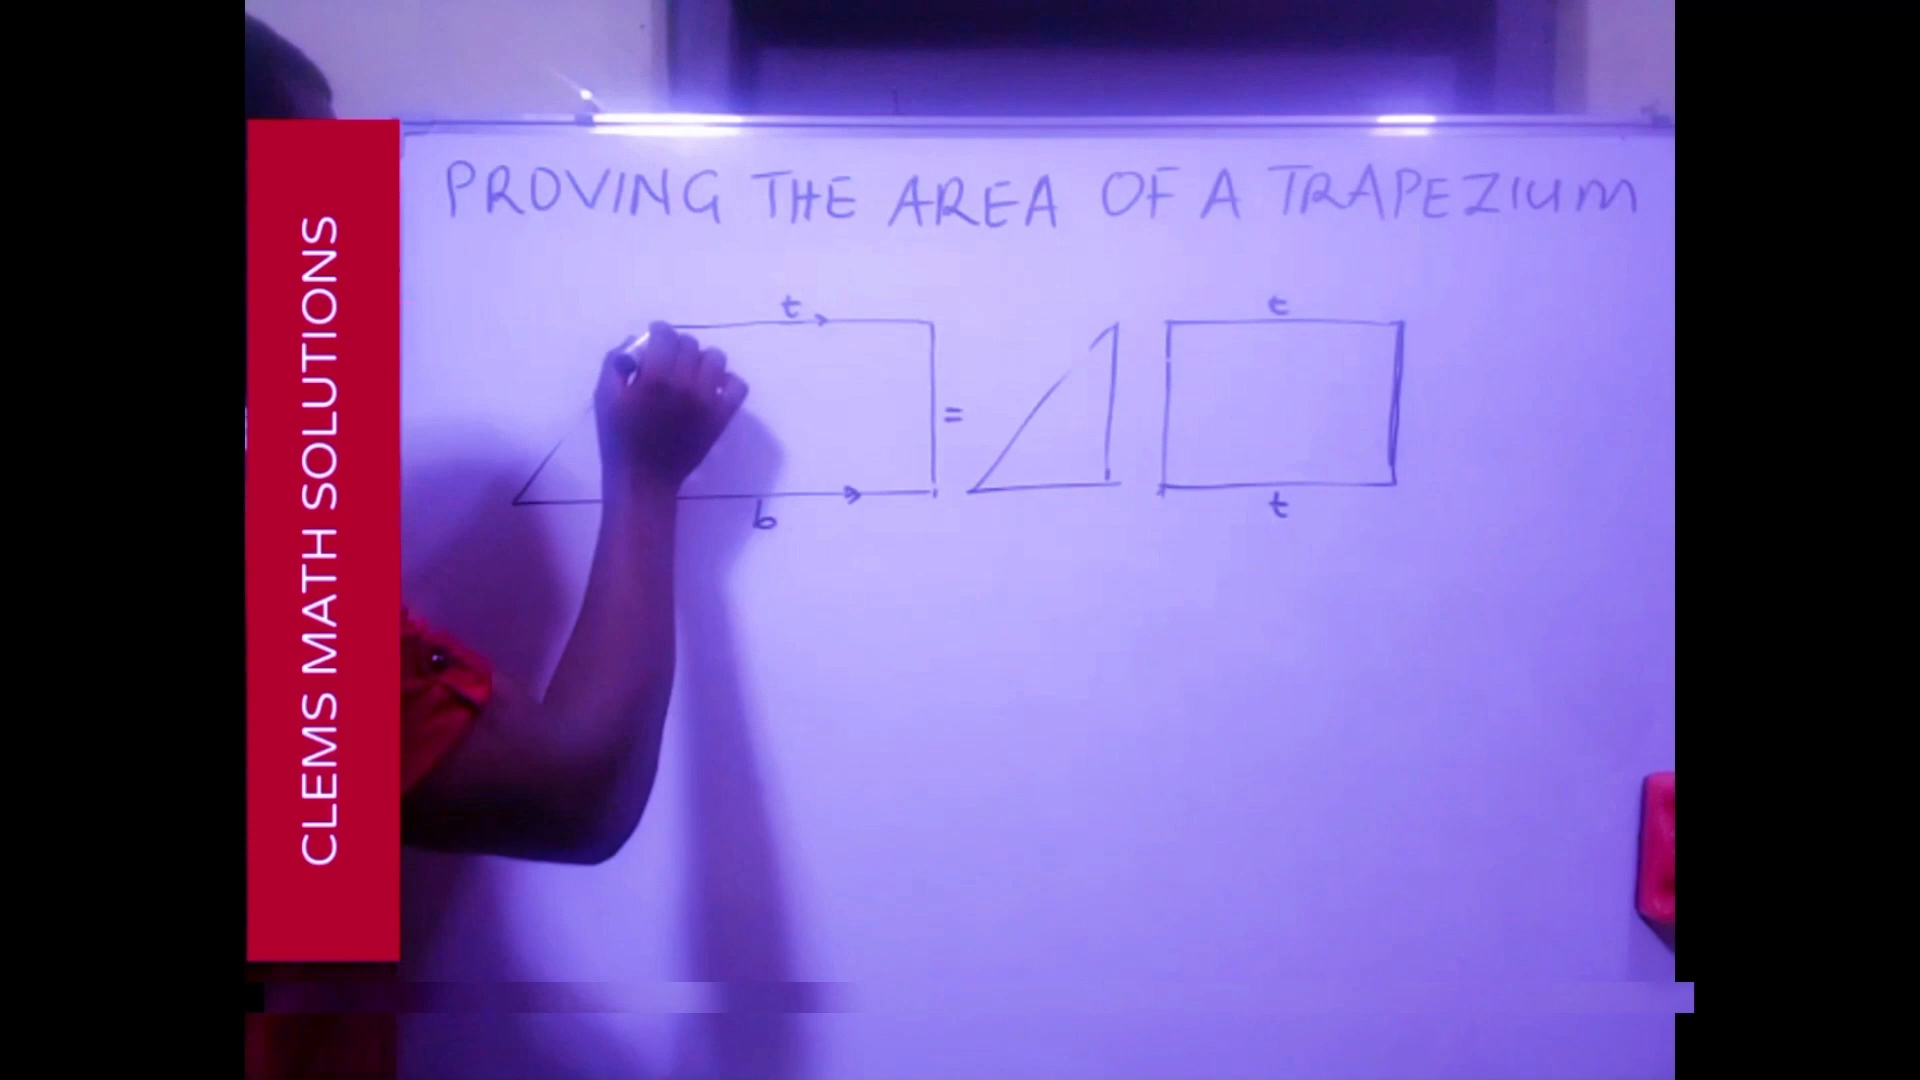 CLEMS MATH SOLUTIONS
PROVING THE AREA OF A TRAPEZIUM
t
t
=
b
t